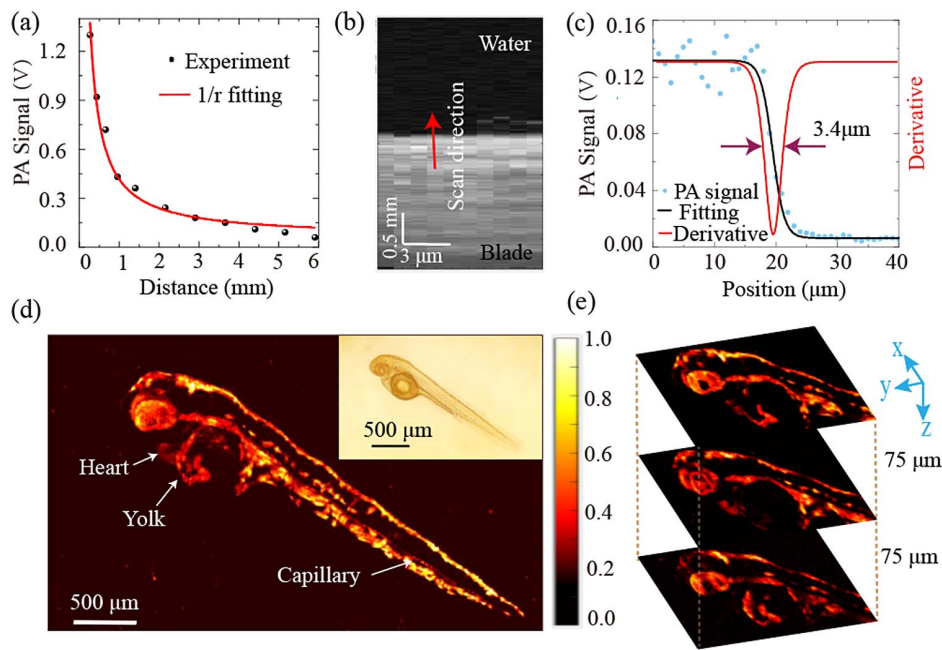 (a)
PA Signal (V)
1.2
0.9
0.6
0.3
0.0
Experiment
1/r fitting
0 1 2 3 4 5 6
Distance (mm)
(b)
Water
Scan direction
0.5 mm
3 μm
Blade
(c)
PA Signal (V)
0.16
0.12
0.08
0.04
0.00
3.4μm
PA signal
Fitting
Derivative
Derivative
0 10 20 30 40
Position (μm)
(d)
Heart
Yolk
Capillary
500 μm
500 μm
1.0
0.8
0.6
0.4
0.2
0.0
(e)
x
y
z
75 μm
75 μm